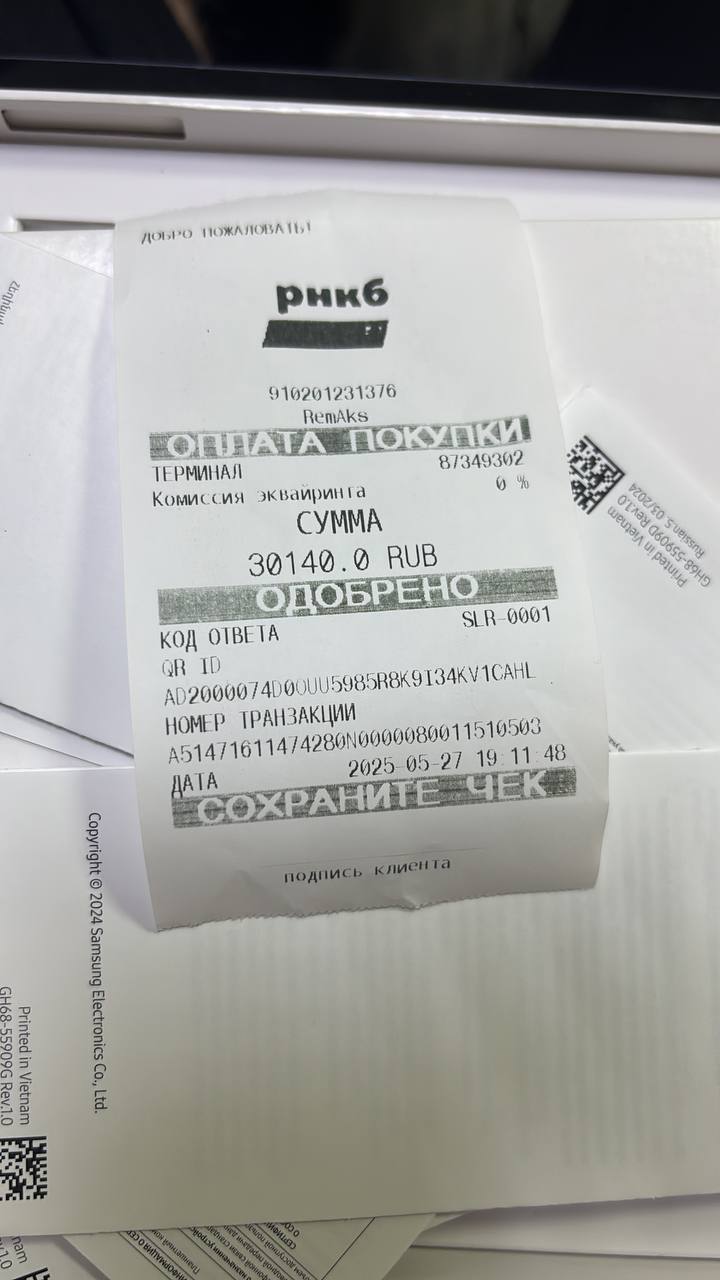 ДОБРО ПОЖАЛОВАТЬ!
рнкб
910201231376
RemAks
ОПЛАТА ПОКУПКИ
ТЕРМИНАЛ 87349302
Комиссия эквайринга 0 %
СУММА
30140.0 RUB
ОДОБРЕНО
КОД ОТВЕТА SLR-0001
QR ID
AD2000074D00UU5985R8K9I34KV1CAHL
НОМЕР ТРАНЗАКЦИИ
A51471611474280N0000080011510503
ДАТА 2025-05-27 19:11:48
СОХРАНИТЕ ЧЕК
подпись клиента
Printed in Vietnam
GH68-55909D Rev.1.0
Russian.5. 03/2024
Copyright © 2024 Samsung Electronics Co., Ltd.
Printed in Vietnam
GH68-55909G Rev.1.0